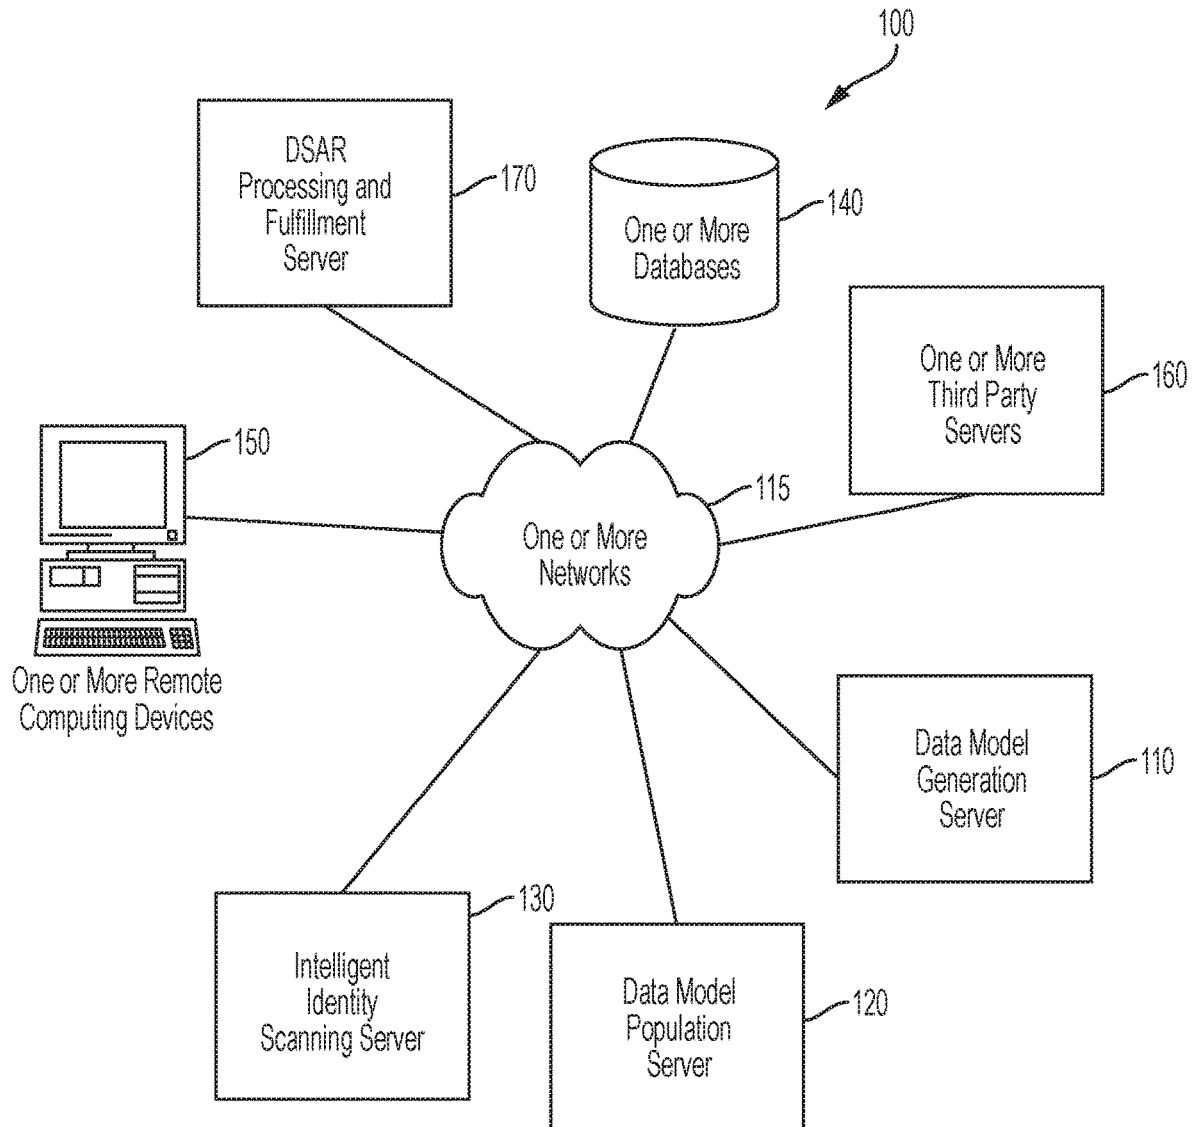 100
DSAR
Processing and
Fulfillment
Server
170
One or More
Databases
140
One or More
Third Party
Servers
160
150
One or More Remote
Computing Devices
One or More
Networks
115
Data Model
Generation
Server
110
Intelligent
Identity
Scanning Server
130
Data Model
Population
Server
120